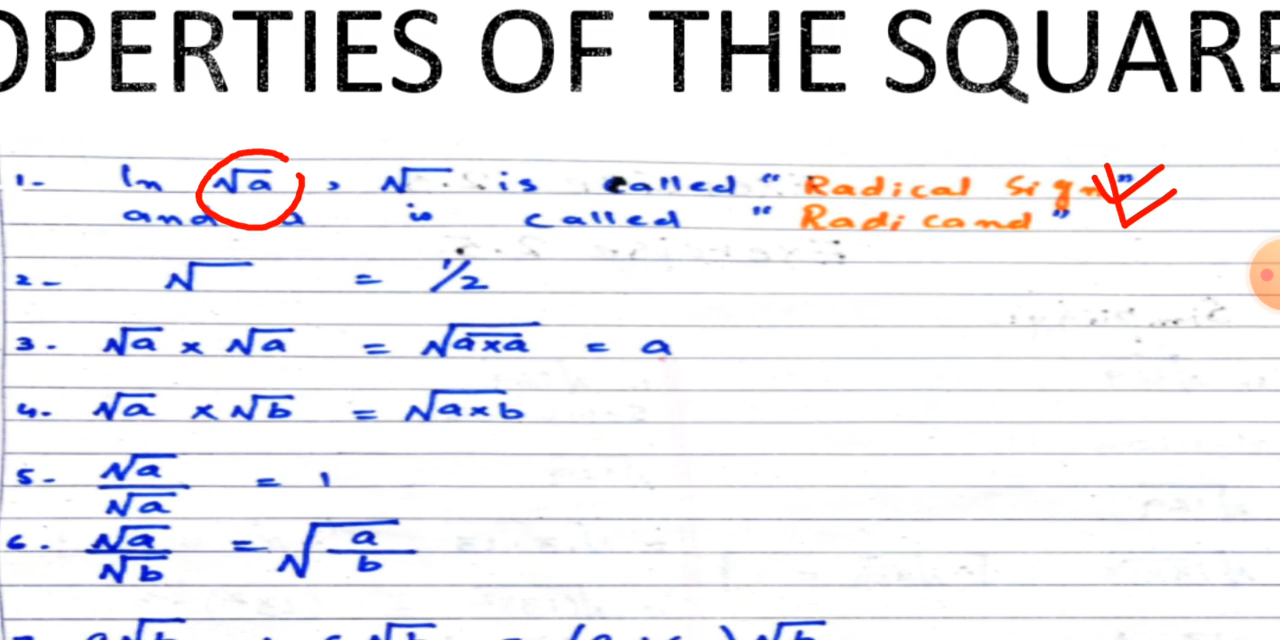 OPERTIES OF THE SQUARE
1- In √a , √ is called " Radical Sign"
and a is called " Radicand "
2- √ = 1/2
3. √a x √a = √axa = a
4. √a x √b = √axb
5. √a/√a = 1
6. √a/√b = √a/b